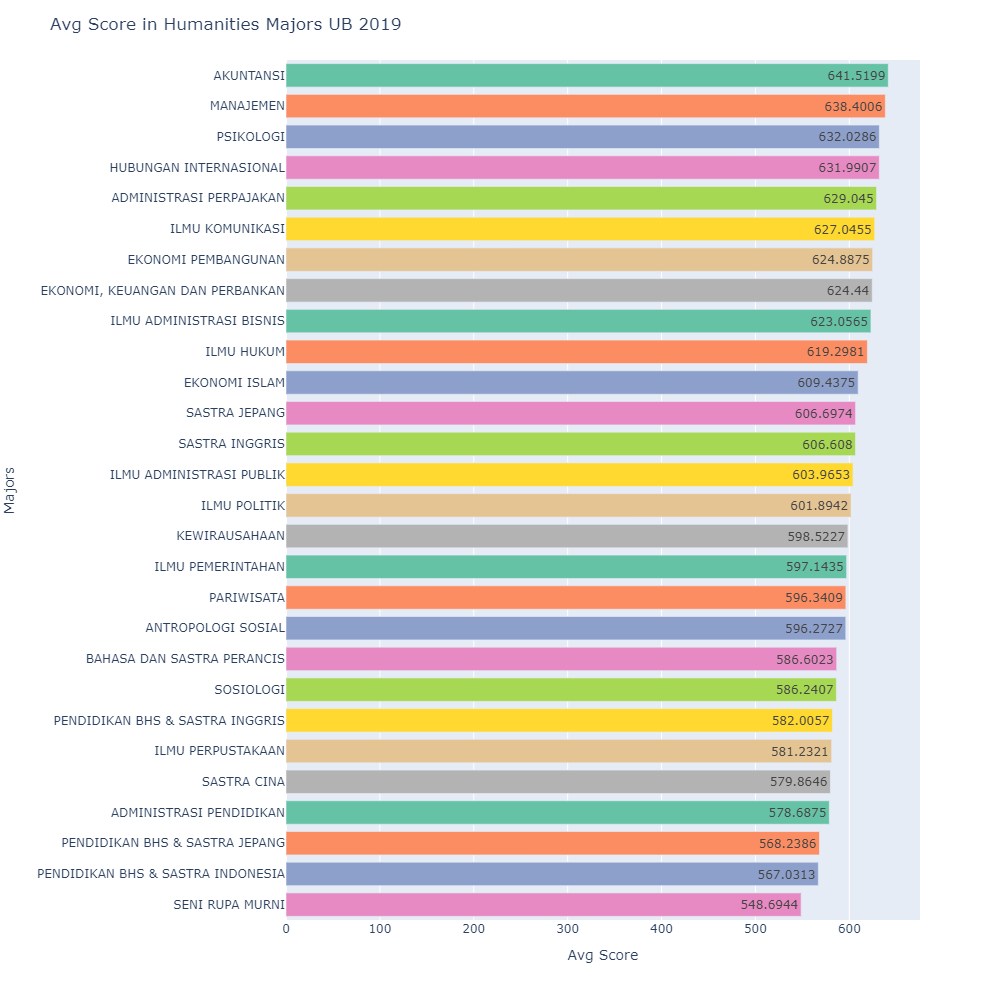 Avg Score in Humanities Majors UB 2019
Majors
AKUNTANSI 641.5199
MANAJEMEN 638.4006
PSIKOLOGI 632.0286
HUBUNGAN INTERNASIONAL 631.9907
ADMINISTRASI PERPAJAKAN 629.045
ILMU KOMUNIKASI 627.0455
EKONOMI PEMBANGUNAN 624.8875
EKONOMI, KEUANGAN DAN PERBANKAN 624.44
ILMU ADMINISTRASI BISNIS 623.0565
ILMU HUKUM 619.2981
EKONOMI ISLAM 609.4375
SASTRA JEPANG 606.6974
SASTRA INGGRIS 606.608
ILMU ADMINISTRASI PUBLIK 603.9653
ILMU POLITIK 601.8942
KEWIRAUSAHAAN 598.5227
ILMU PEMERINTAHAN 597.1435
PARIWISATA 596.3409
ANTROPOLOGI SOSIAL 596.2727
BAHASA DAN SASTRA PERANCIS 586.6023
SOSIOLOGI 586.2407
PENDIDIKAN BHS & SASTRA INGGRIS 582.0057
ILMU PERPUSTAKAAN 581.2321
SASTRA CINA 579.8646
ADMINISTRASI PENDIDIKAN 578.6875
PENDIDIKAN BHS & SASTRA JEPANG 568.2386
PENDIDIKAN BHS & SASTRA INDONESIA 567.0313
SENI RUPA MURNI 548.6944
0 100 200 300 400 500 600
Avg Score